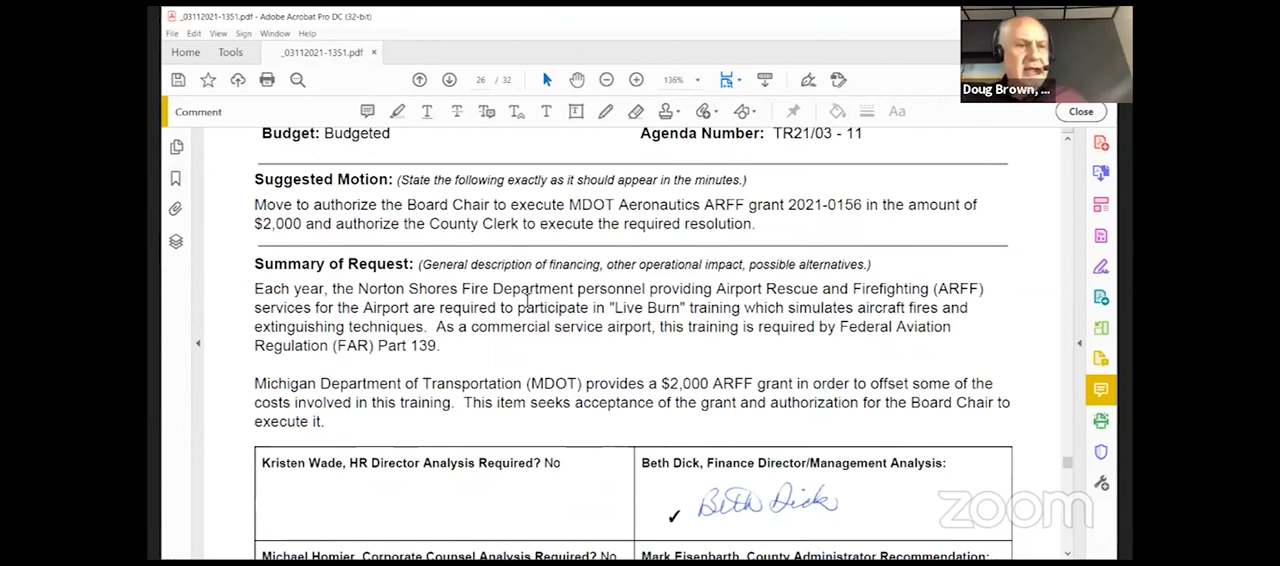 _03112021-1351.pdf - Adobe Acrobat Pro DC (32-bit)
File Edit View Sign Window Help
Home Tools _03112021-1351.pdf ×
26 / 32 136%
Comment Close
Doug Brown, ...
Budget: Budgeted Agenda Number: TR21/03 - 11
Suggested Motion: (State the following exactly as it should appear in the minutes.)
Move to authorize the Board Chair to execute MDOT Aeronautics ARFF grant 2021-0156 in the amount of
$2,000 and authorize the County Clerk to execute the required resolution.
Summary of Request: (General description of financing, other operational impact, possible alternatives.)
Each year, the Norton Shores Fire Department personnel providing Airport Rescue and Firefighting (ARFF)
services for the Airport are required to participate in "Live Burn" training which simulates aircraft fires and
extinguishing techniques. As a commercial service airport, this training is required by Federal Aviation
Regulation (FAR) Part 139.
Michigan Department of Transportation (MDOT) provides a $2,000 ARFF grant in order to offset some of the
costs involved in this training. This item seeks acceptance of the grant and authorization for the Board Chair to
execute it.
Kristen Wade, HR Director Analysis Required? No
Beth Dick, Finance Director/Management Analysis:
✓ Beth Dick
Michael Homier, Corporate Counsel Analysis Required? No
Mark Eisenbarth, County Administrator Recommendation:
zoom